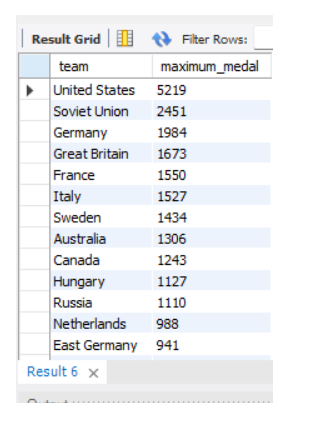 Result Grid Filter Rows:
team maximum_medal
United States 5219
Soviet Union 2451
Germany 1984
Great Britain 1673
France 1550
Italy 1527
Sweden 1434
Australia 1306
Canada 1243
Hungary 1127
Russia 1110
Netherlands 988
East Germany 941
Result 6 ×